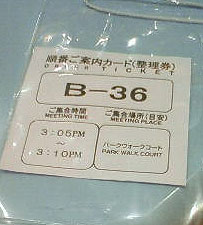 順番ご案内カード(整理券)
ORDER TICKET
B-36
ご集合時間
MEETING TIME
ご集合場所(目安)
MEETING PLACE
3:05PM
~
3:10PM
パークウォークコート
PARK WALK COURT